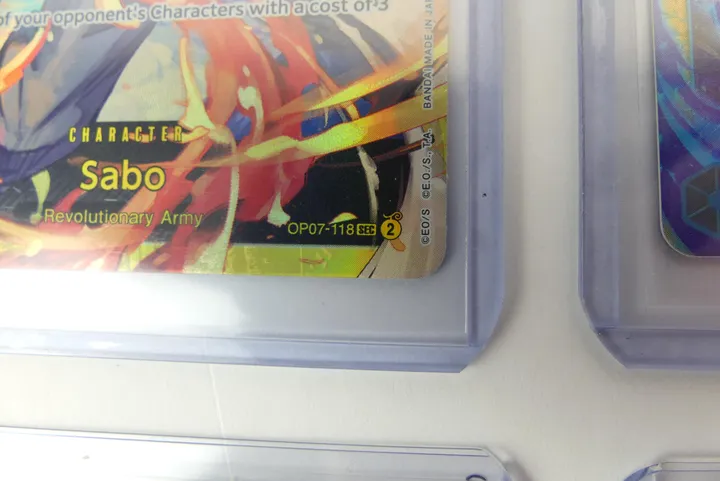 of your opponent's Characters with a cost of 3
CHARACTER
Sabo
Revolutionary Army
OP07-118 SEC 2
©EO/S ©E.O./S., T.A. BANDAI MADE IN JAPAN